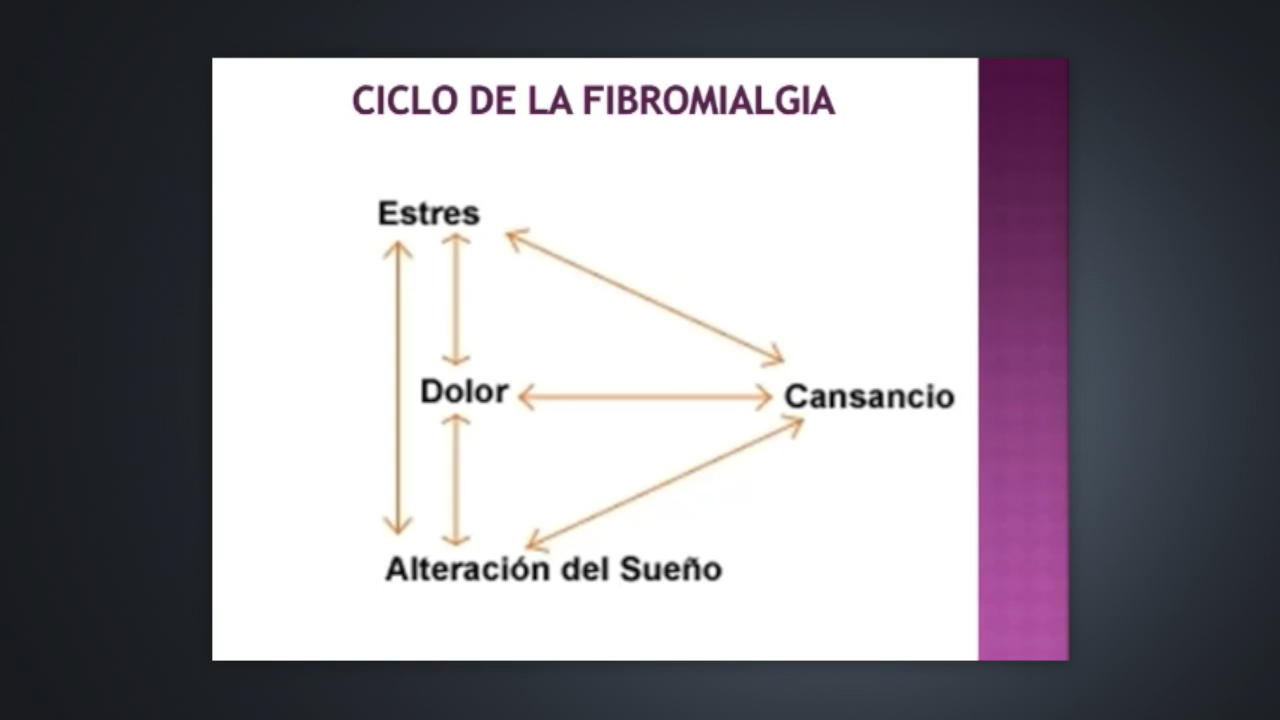 CICLO DE LA FIBROMIALGIA
Estres
Dolor
Cansancio
Alteración del Sueño